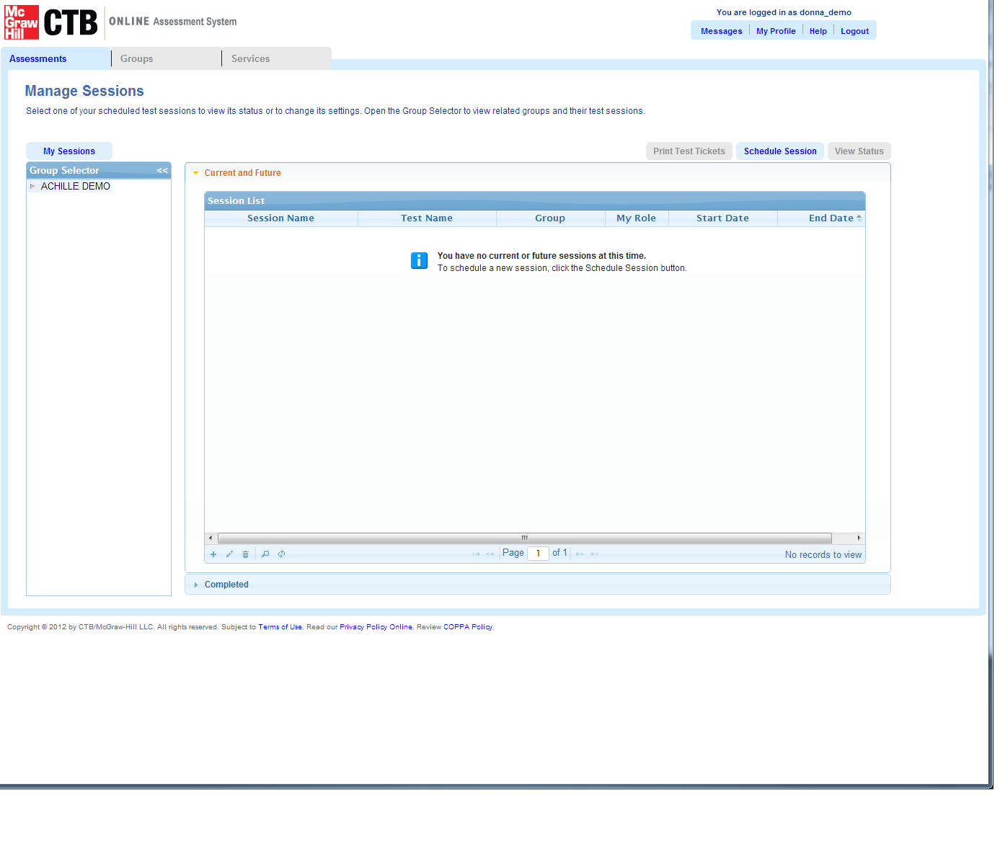 Mc
Graw
Hill
CTB
ONLINE Assessment System
You are logged in as donna_demo
Messages My Profile Help Logout
Assessments Groups Services
Manage Sessions
Select one of your scheduled test sessions to view its status or to change its settings. Open the Group Selector to view related groups and their test sessions.
My Sessions Print Test Tickets Schedule Session View Status
Group Selector <<
ACHILLE DEMO
Current and Future
Session List
Session Name Test Name Group My Role Start Date End Date
You have no current or future sessions at this time.
To schedule a new session, click the Schedule Session button.
Page 1 of 1 No records to view
Completed
Copyright © 2012 by CTB/McGraw-Hill LLC. All rights reserved. Subject to Terms of Use. Read our Privacy Policy Online. Review COPPA Policy.